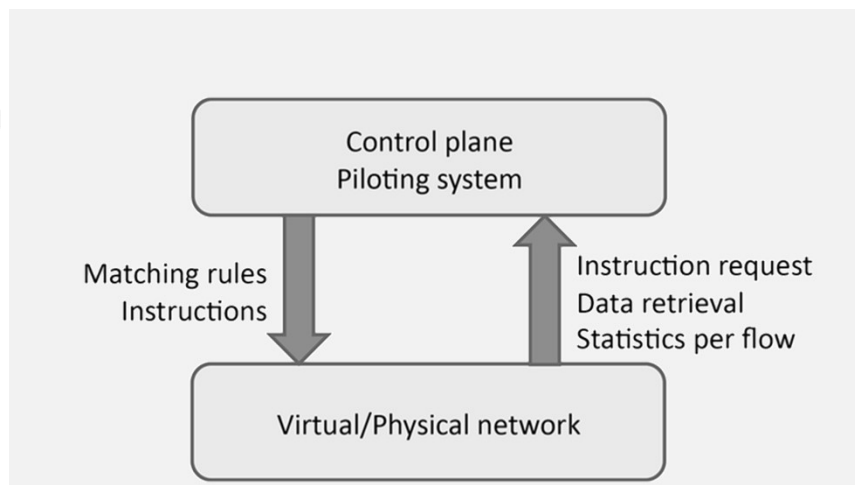 Control plane
Piloting system
Matching rules
Instructions
Instruction request
Data retrieval
Statistics per flow
Virtual/Physical network